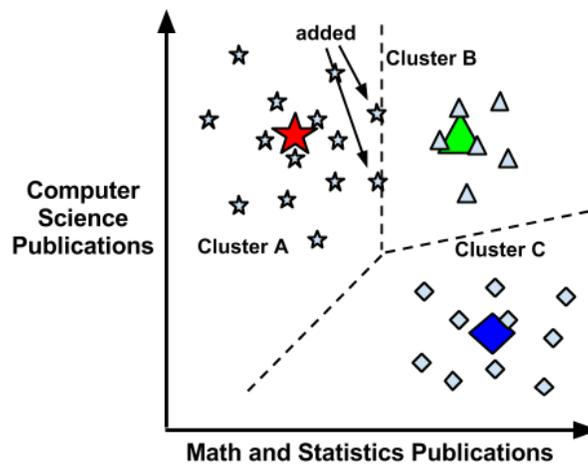 added
Cluster B
Computer
Science
Publications
Cluster A
Cluster C
Math and Statistics Publications